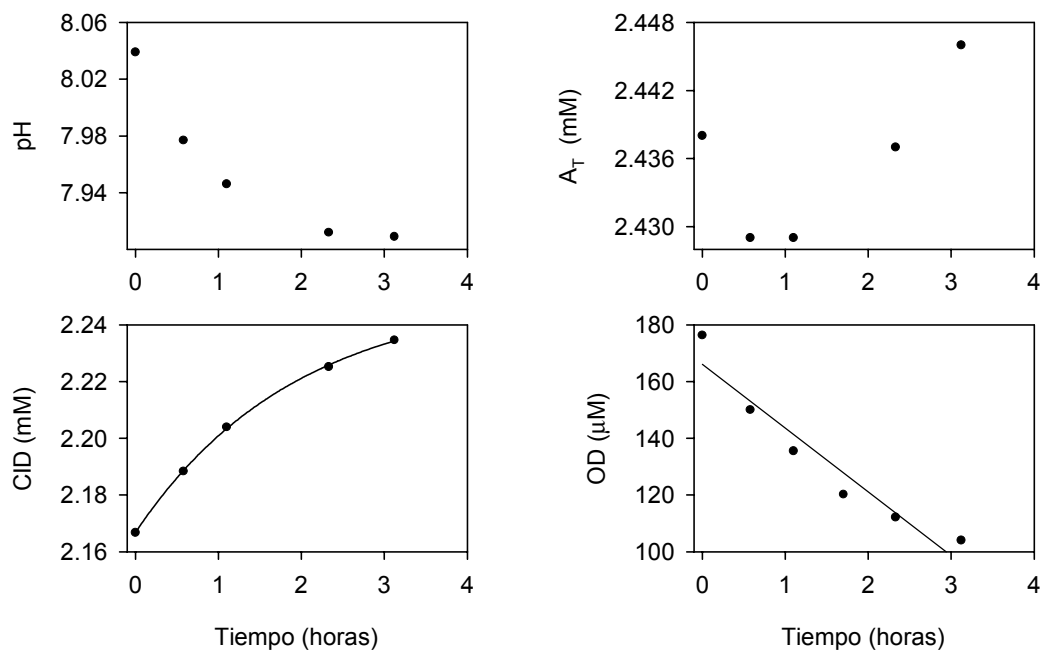 8.06
8.02
7.98
7.94
pH
0 1 2 3 4
2.448
2.442
2.436
2.430
A_T (mM)
0 1 2 3 4
2.24
2.22
2.20
2.18
2.16
CID (mM)
0 1 2 3 4
Tiempo (horas)
180
160
140
120
100
OD (μM)
0 1 2 3 4
Tiempo (horas)